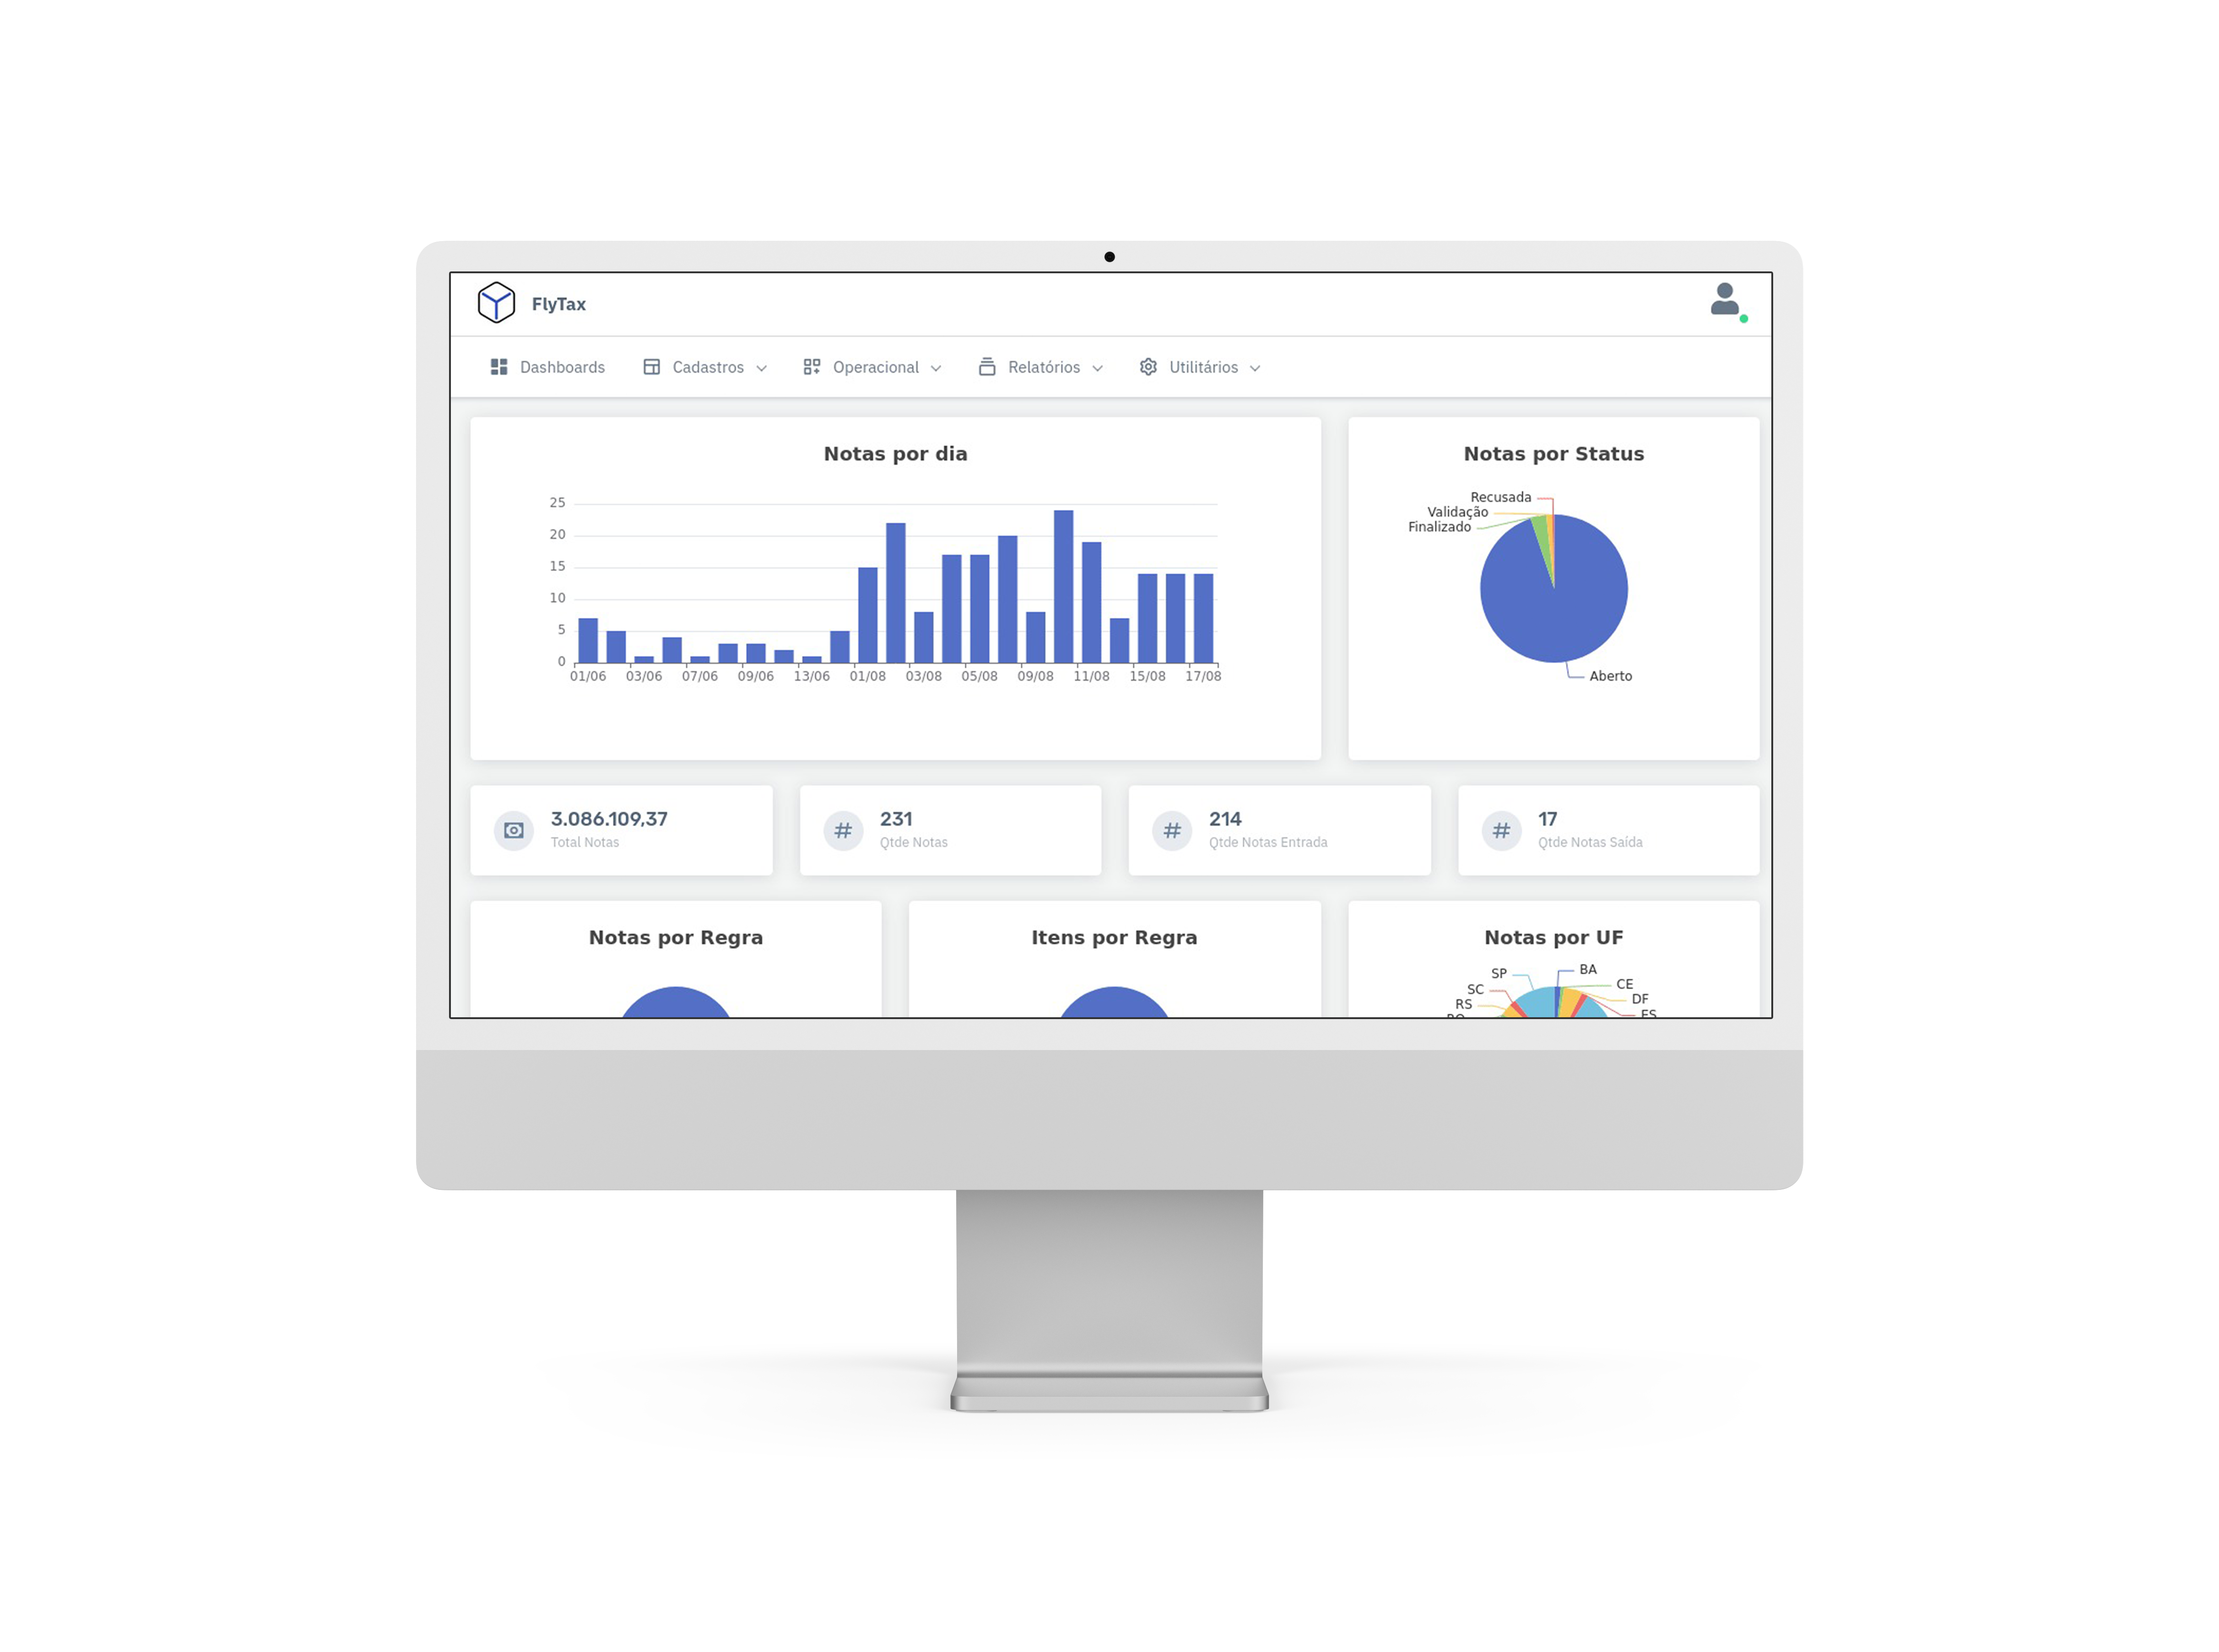 FlyTax
Dashboards Cadastros Operacional Relatórios Utilitários
Notas por dia
25
20
15
10
5
0
01/06 03/06 07/06 09/06 13/06 01/08 03/08 05/08 09/08 11/08 15/08 17/08
Notas por Status
Recusada
Validação
Finalizado
Aberto
3.086.109,37
Total Notas
231
Qtde Notas
214
Qtde Notas Entrada
17
Qtde Notas Saída
Notas por Regra
Itens por Regra
Notas por UF
SP
BA
SC
CE
RS
DF
ES